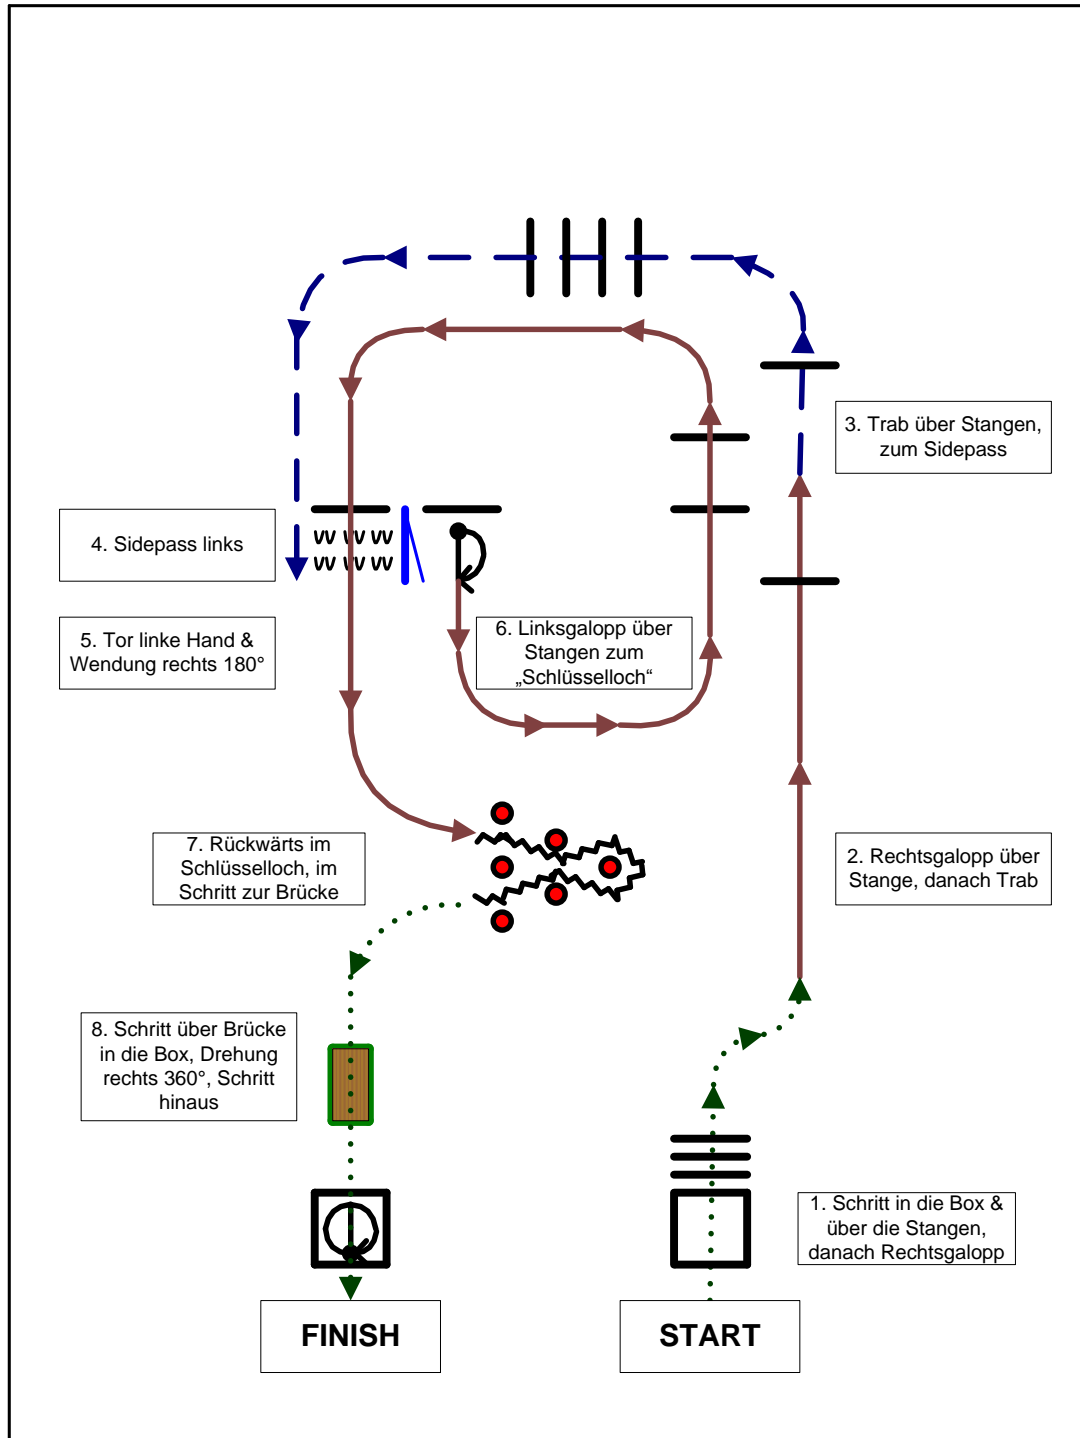 3. Trab über Stangen,
zum Sidepass
4. Sidepass links
5. Tor linke Hand &
Wendung rechts 180°
6. Linksgalopp über
Stangen zum
„Schlüsselloch“
7. Rückwärts im
Schlüsselloch, im
Schritt zur Brücke
2. Rechtsgalopp über
Stange, danach Trab
8. Schritt über Brücke
in die Box, Drehung
rechts 360°, Schritt
hinaus
1. Schritt in die Box &
über die Stangen,
danach Rechtsgalopp
FINISH
START